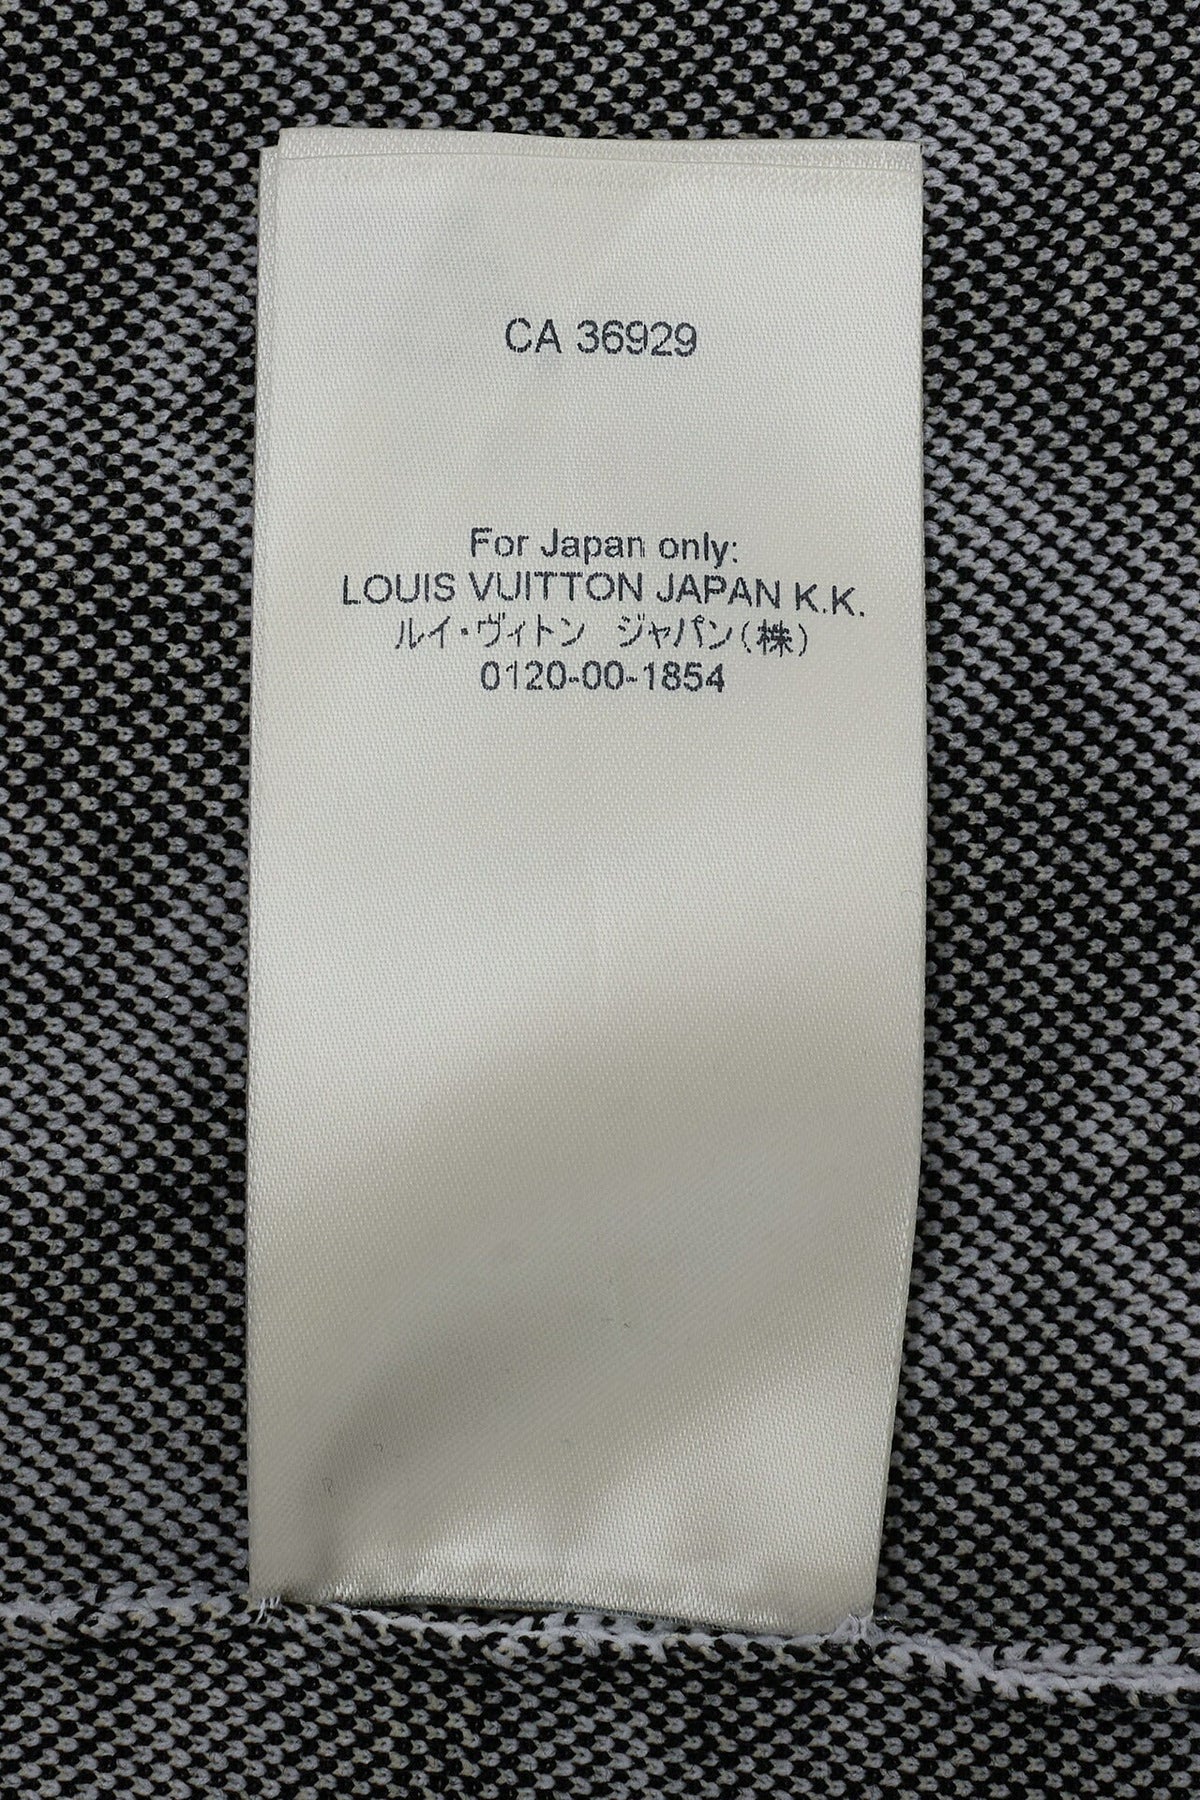 CA 36929
For Japan only:
LOUIS VUITTON JAPAN K.K.
ルイ・ヴィトン ジャパン(株)
0120-00-1854